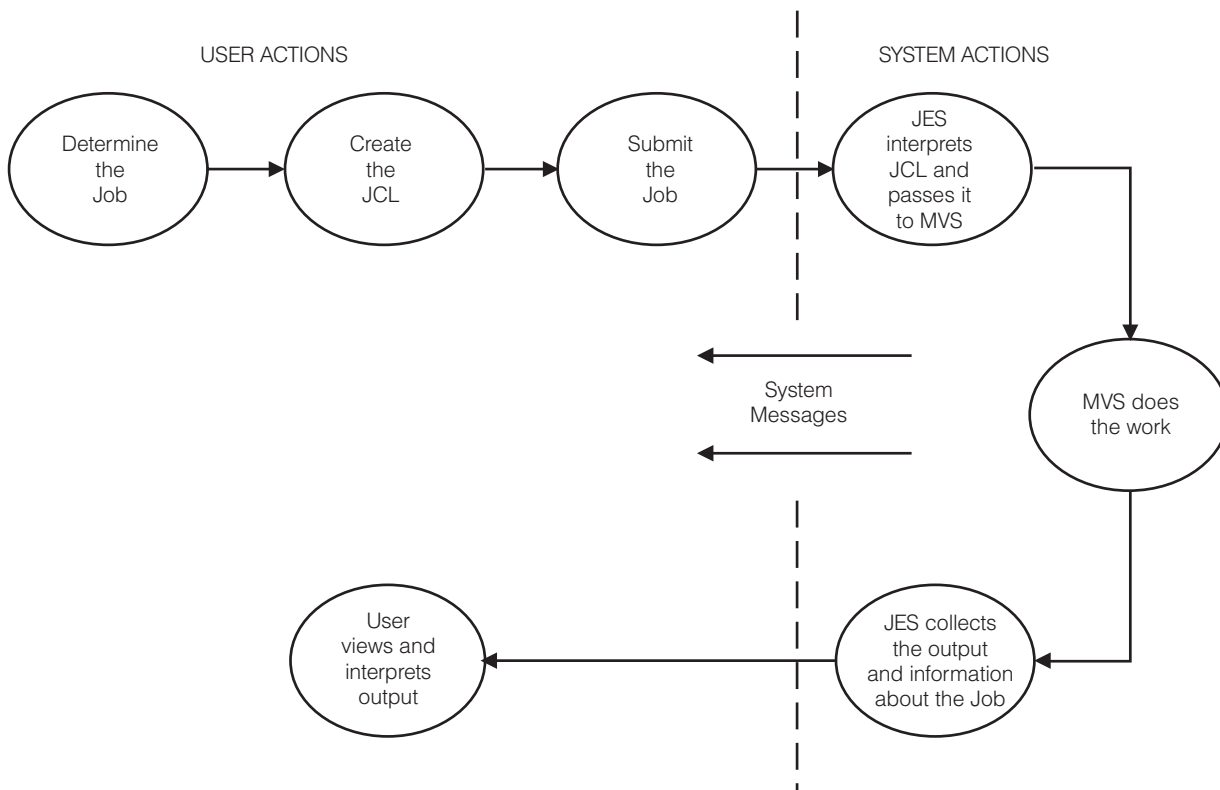 USER ACTIONS
SYSTEM ACTIONS
Determine
the
Job
Create
the
JCL
Submit
the
Job
JES
interprets
JCL and
passes it
to MVS
System
Messages
MVS does
the work
User
views and
interprets
output
JES collects
the output
and information
about the Job